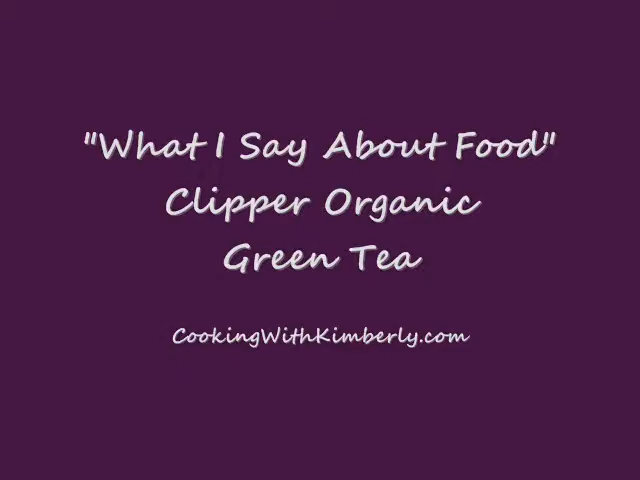 "What I Say About Food"
Clipper Organic
Green Tea
CookingWithKimberly.com